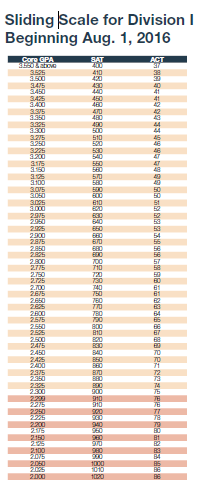 Sliding Scale for Division I
Beginning Aug. 1, 2016
Core GPA SAT ACT
3.550 & above 400 37
3.525 410 38
3.500 420 39
3.475 430 40
3.450 440 41
3.425 450 41
3.400 460 42
3.375 470 42
3.350 480 43
3.325 490 44
3.300 500 44
3.275 510 45
3.250 520 46
3.225 530 46
3.200 540 47
3.175 550 47
3.150 560 48
3.125 570 49
3.100 580 49
3.075 590 50
3.050 600 50
3.025 610 51
3.000 620 52
2.975 630 52
2.950 640 53
2.925 650 53
2.900 660 54
2.875 670 55
2.850 680 56
2.825 690 56
2.800 700 57
2.775 710 58
2.750 720 59
2.725 730 60
2.700 740 61
2.675 750 61
2.650 760 62
2.625 770 63
2.600 780 64
2.575 790 65
2.550 800 66
2.525 810 67
2.500 820 68
2.475 830 69
2.450 840 70
2.425 850 70
2.400 860 71
2.375 870 72
2.350 880 73
2.325 890 74
2.300 900 75
2.299 910 76
2.275 910 76
2.250 920 77
2.225 930 78
2.200 940 79
2.175 950 80
2.150 960 81
2.125 970 82
2.100 980 83
2.075 990 84
2.050 1000 85
2.025 1010 86
2.000 1020 86